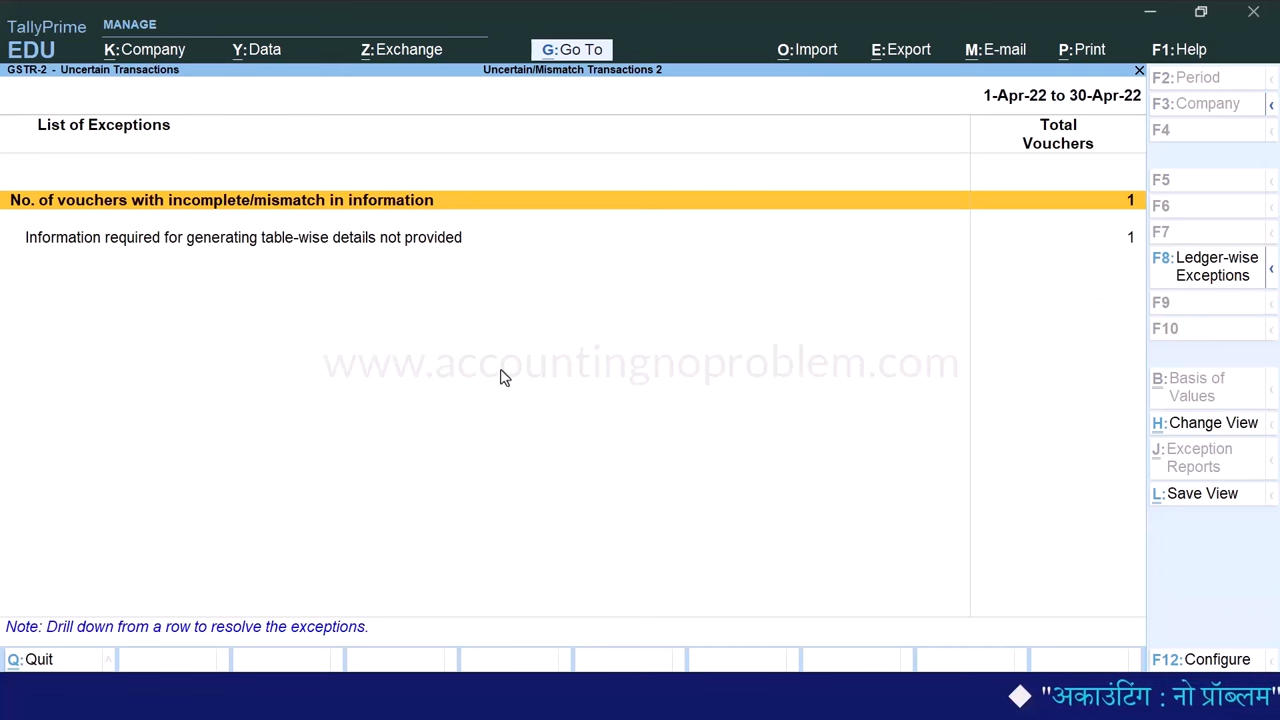 TallyPrime
EDU
MANAGE
K:Company
Y:Data
Z:Exchange
G:Go To
O:Import
E:Export
M:E-mail
P:Print
F1:Help
GSTR-2 - Uncertain Transactions
Uncertain/Mismatch Transactions 2
1-Apr-22 to 30-Apr-22
List of Exceptions
Total
Vouchers
No. of vouchers with incomplete/mismatch in information 1
Information required for generating table-wise details not provided 1
www.accountingnoproblem.com
Note: Drill down from a row to resolve the exceptions.
F2:Period
F3:Company
F4
F5
F6
F7
F8:Ledger-wise
Exceptions
F9
F10
B:Basis of
Values
H:Change View
J:Exception
Reports
L:Save View
Q:Quit
F12:Configure
"अकाउंटिंग : नो प्रॉब्लम"